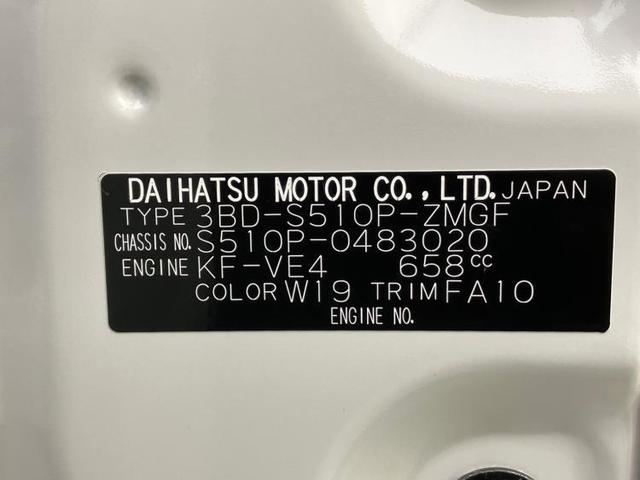 DAIHATSU MOTOR CO.,LTD. JAPAN
TYPE 3BD-S510P-ZMGF
CHASSIS NO. S510P-0483020
ENGINE KF-VE4 658cc
COLOR W19 TRIM FA10
ENGINE NO.